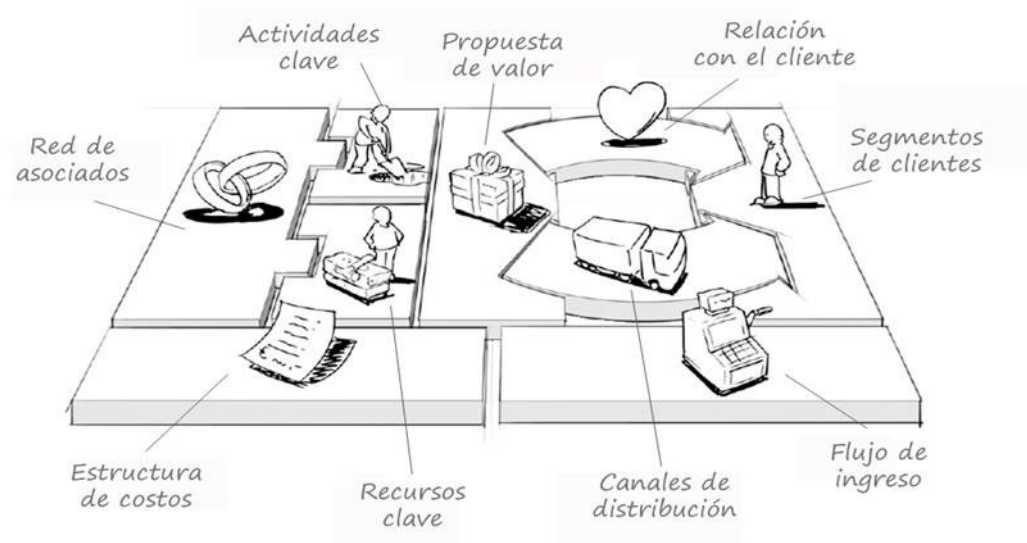 Actividades
clave
Propuesta
de valor
Relación
con el cliente
Red de
asociados
Segmentos
de clientes
Estructura
de costos
Recursos
clave
Canales de
distribución
Flujo de
ingreso